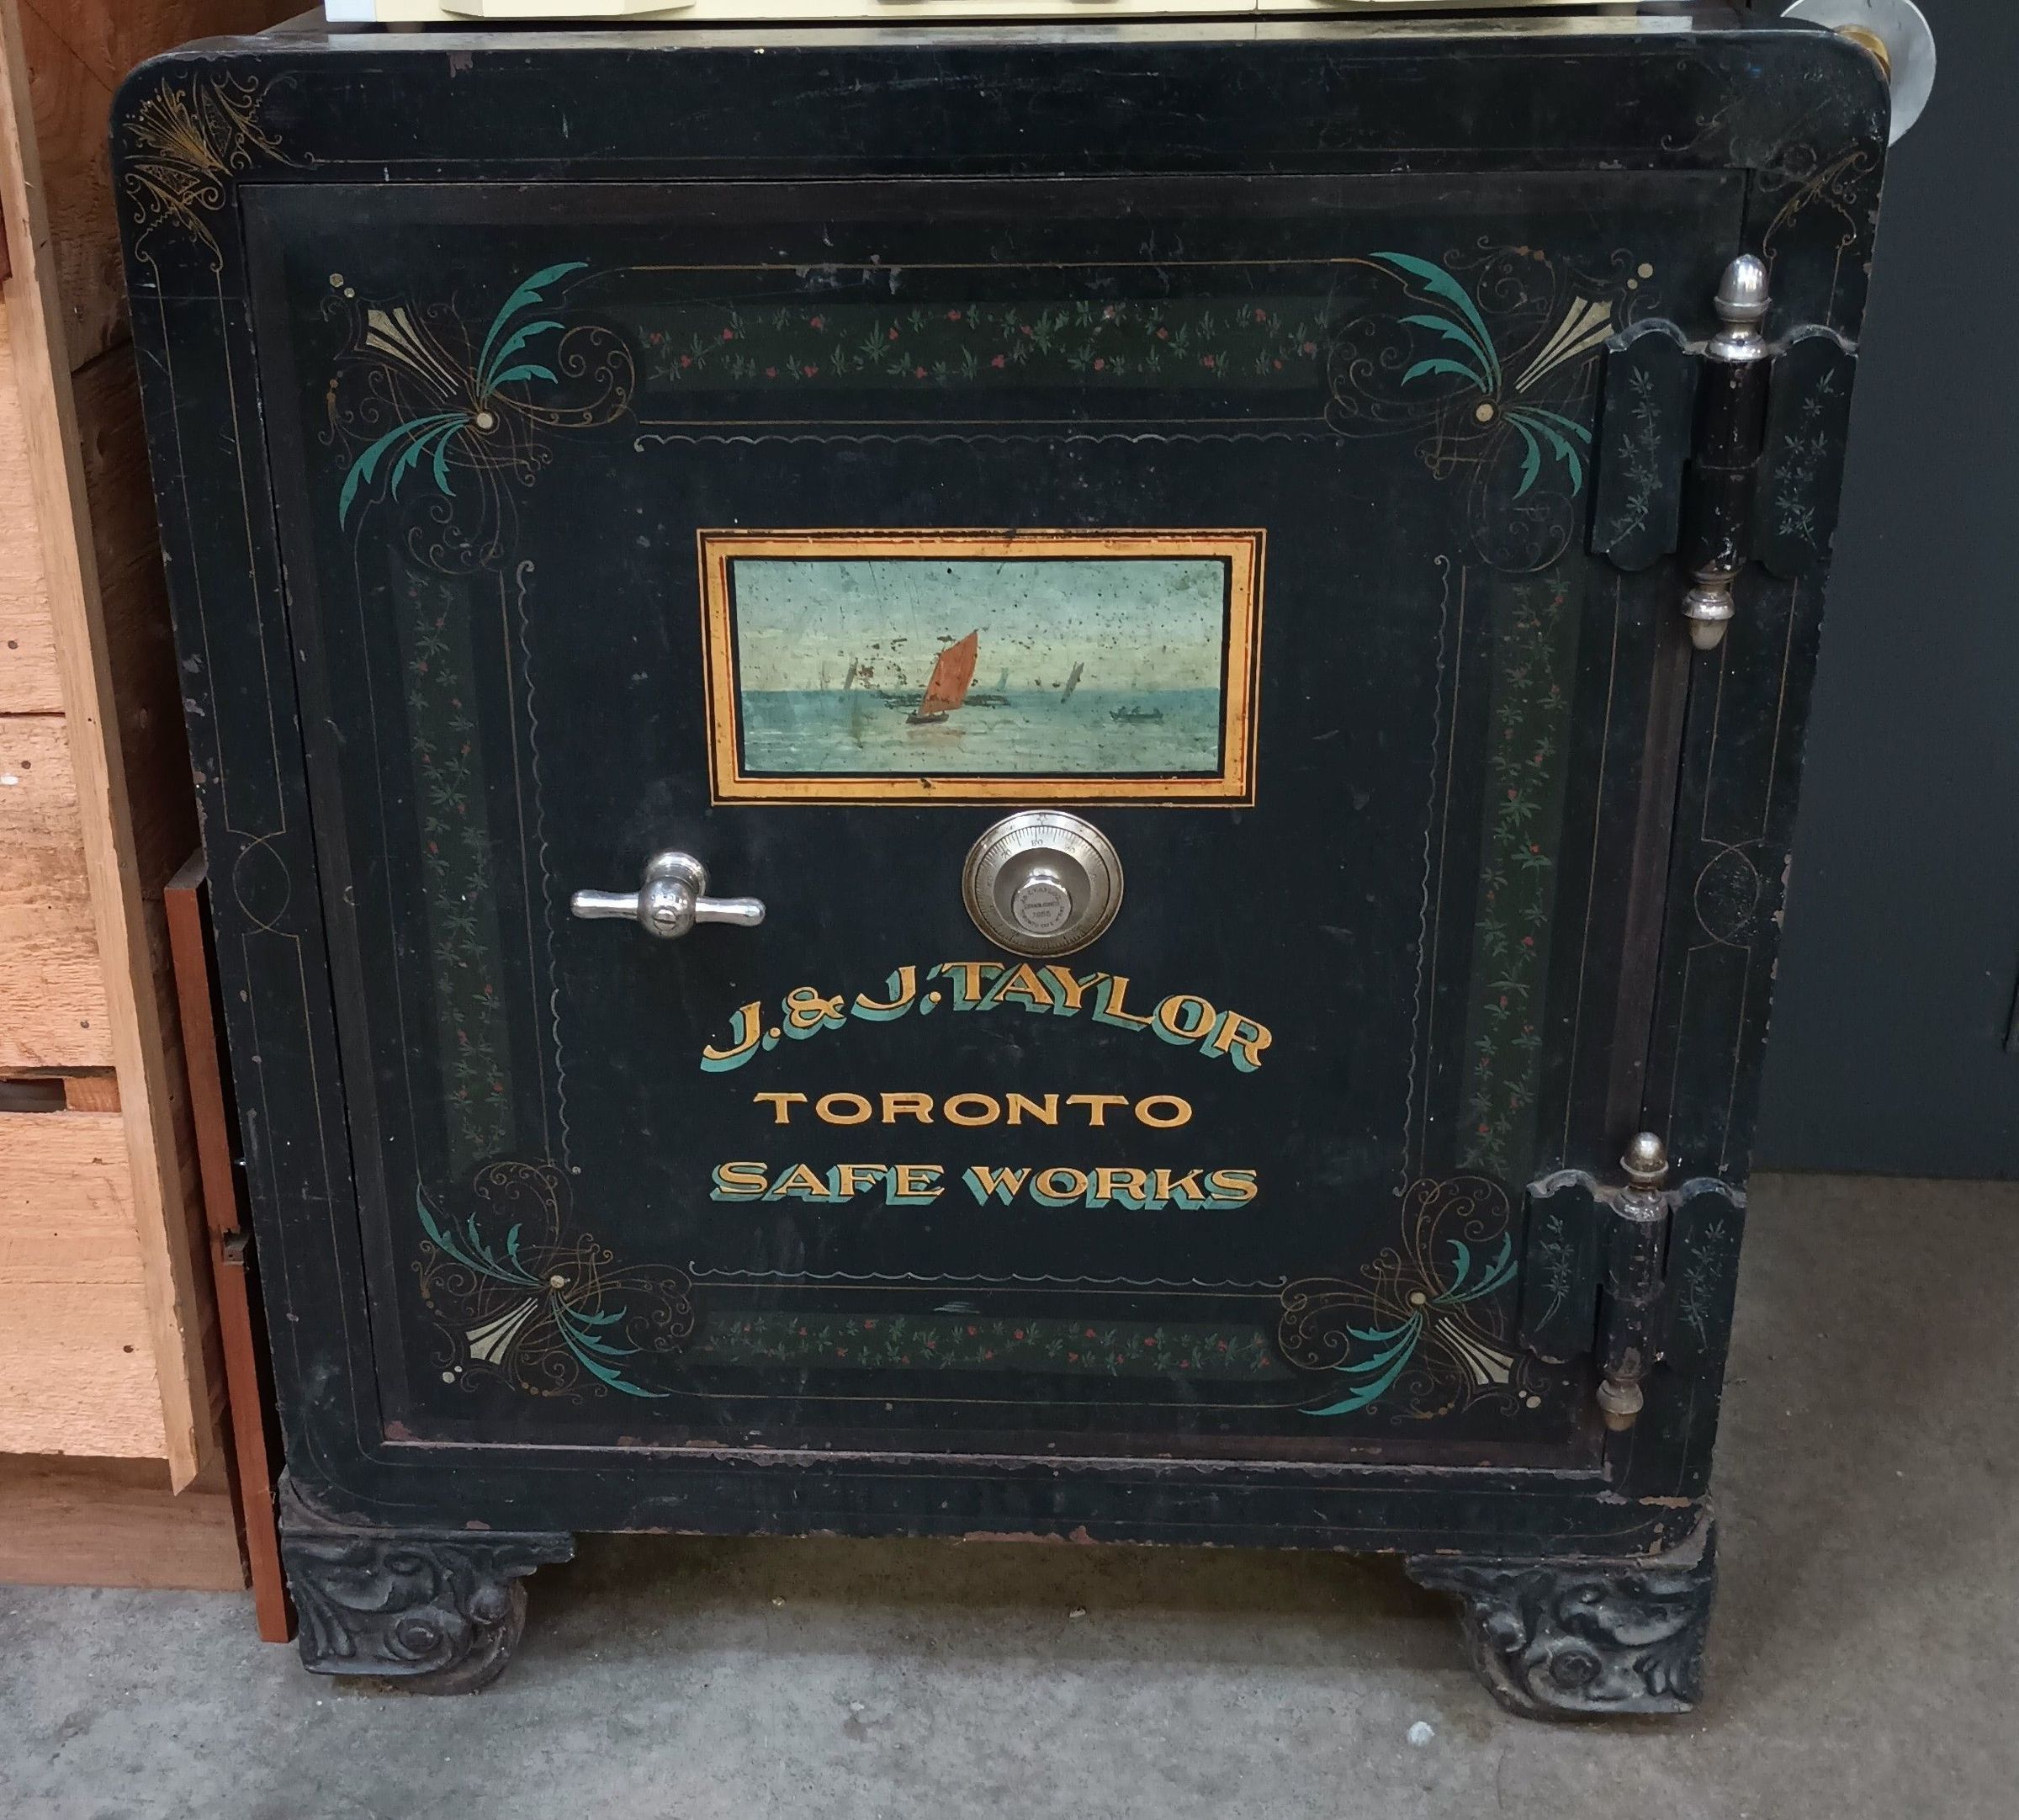 J. & J. TAYLOR
TORONTO
SAFE WORKS